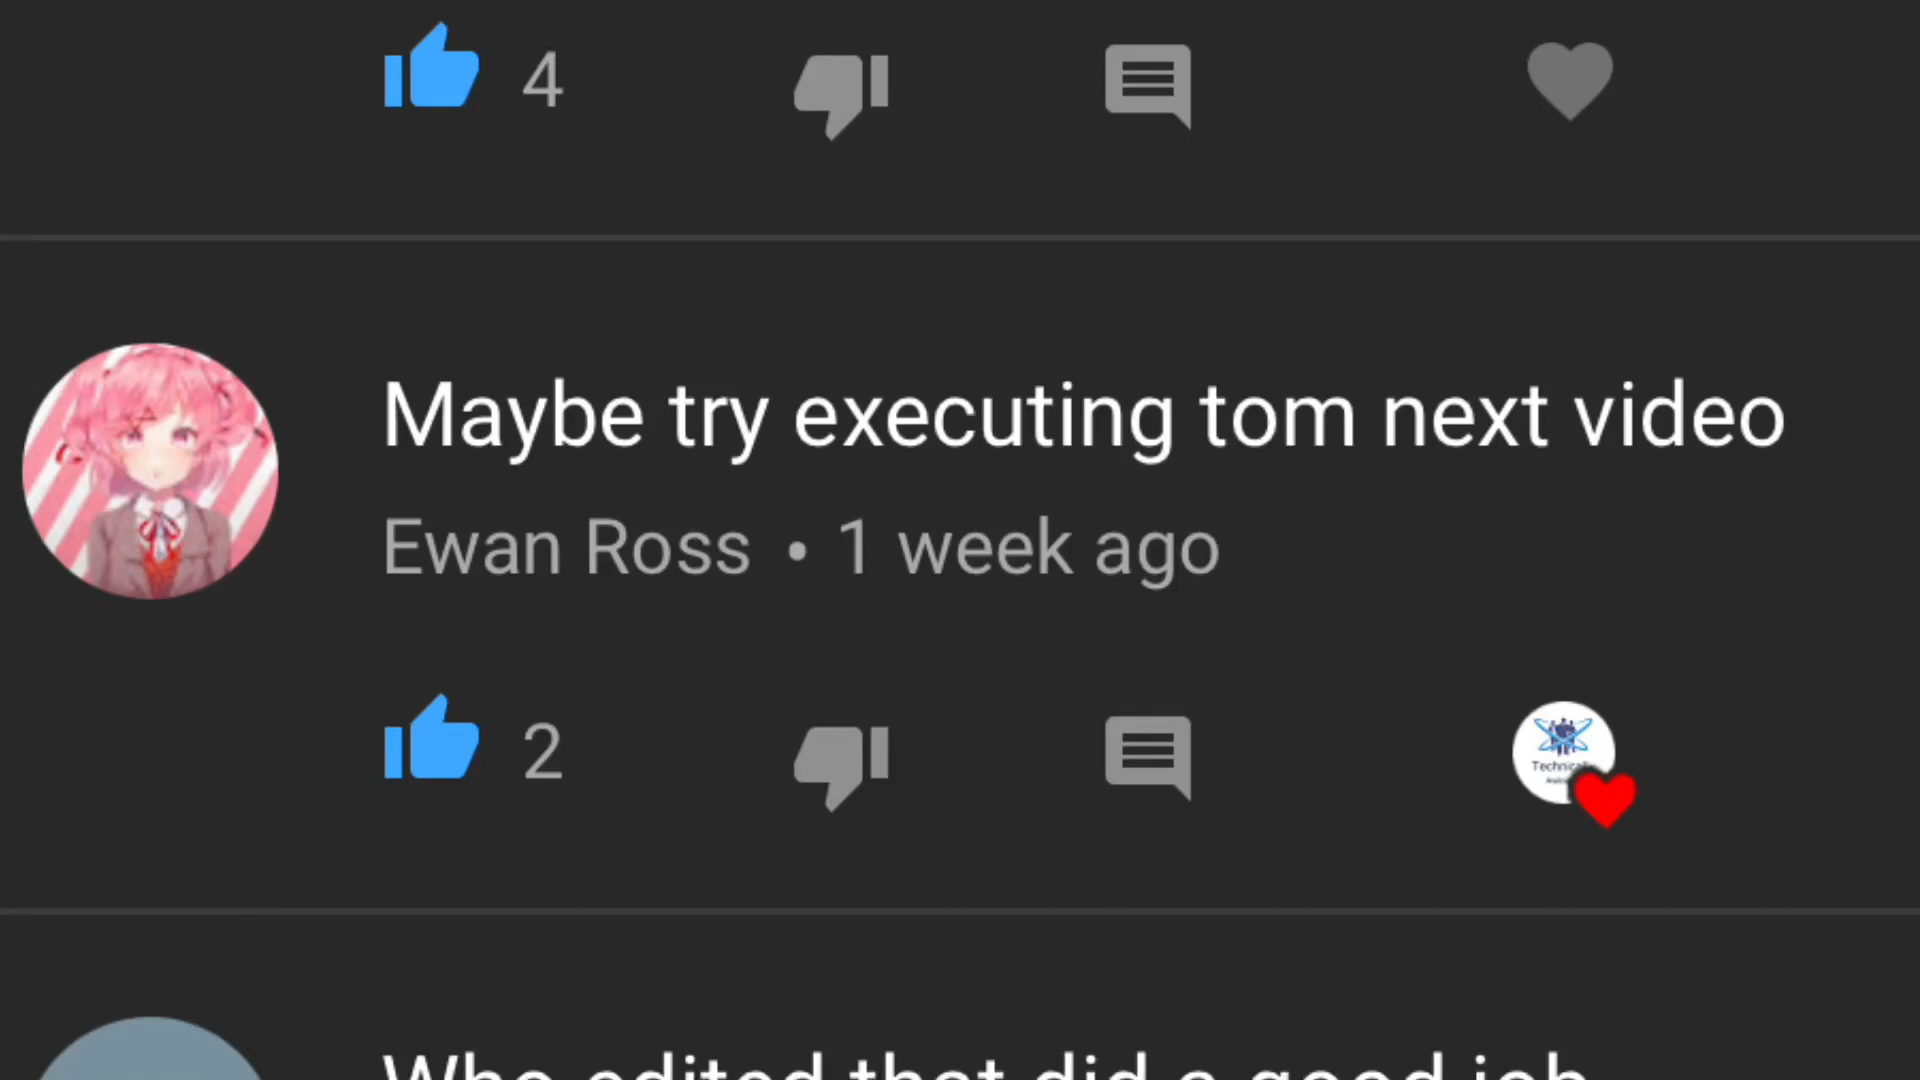 4
Maybe try executing tom next video
Ewan Ross • 1 week ago
2
Who edited that did a good job